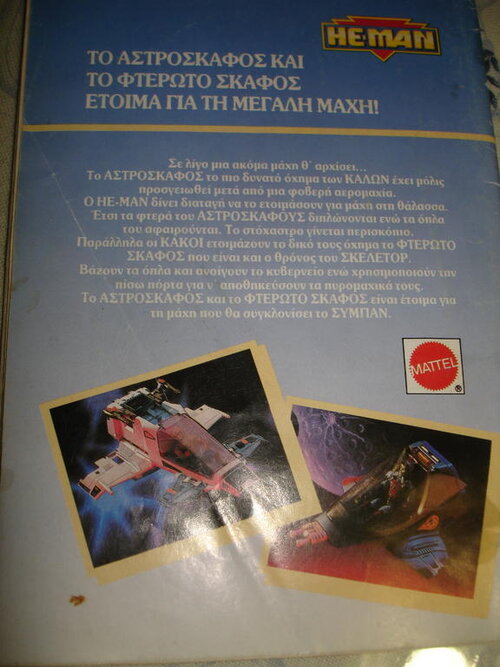 HE-MAN
ΤΟ ΑΣΤΡΟΣΚΑΦΟΣ ΚΑΙ
ΤΟ ΦΤΕΡΩΤΟ ΣΚΑΦΟΣ
ΕΤΟΙΜΑ ΓΙΑ ΤΗ ΜΕΓΑΛΗ ΜΑΧΗ!
Σε λίγο μια ακόμα μάχη θ' αρχίσει...
Το ΑΣΤΡΟΣΚΑΦΟΣ το πιο δυνατό όχημα των ΚΑΛΩΝ έχει μόλις
προσγειωθεί μετά από μια φοβερή αερομαχία.
Ο HE-MAN δίνει διαταγή να το ετοιμάσουν για μάχη στη θάλασσα.
Έτσι τα φτερά του ΑΣΤΡΟΣΚΑΦΟΥΣ διπλώνονται ενώ τα όπλα
του αφαιρούνται. Το στόχαστρο γίνεται περισκόπιο.
Παράλληλα οι ΚΑΚΟΙ ετοιμάζουν το δικό τους όχημα το ΦΤΕΡΩΤΟ
ΣΚΑΦΟΣ που είναι και ο θρόνος του ΣΚΕΛΕΤΟΡ.
Βάζουν τα όπλα και ανοίγουν το κυβερνείο ενώ χρησιμοποιούν την
πίσω πόρτα για ν' αποθηκεύσουν τα πυρομαχικά τους.
Το ΑΣΤΡΟΣΚΑΦΟΣ και το ΦΤΕΡΩΤΟ ΣΚΑΦΟΣ είναι έτοιμα για
τη μάχη που θα συγκλονίσει το ΣΥΜΠΑΝ.
MATTEL
®